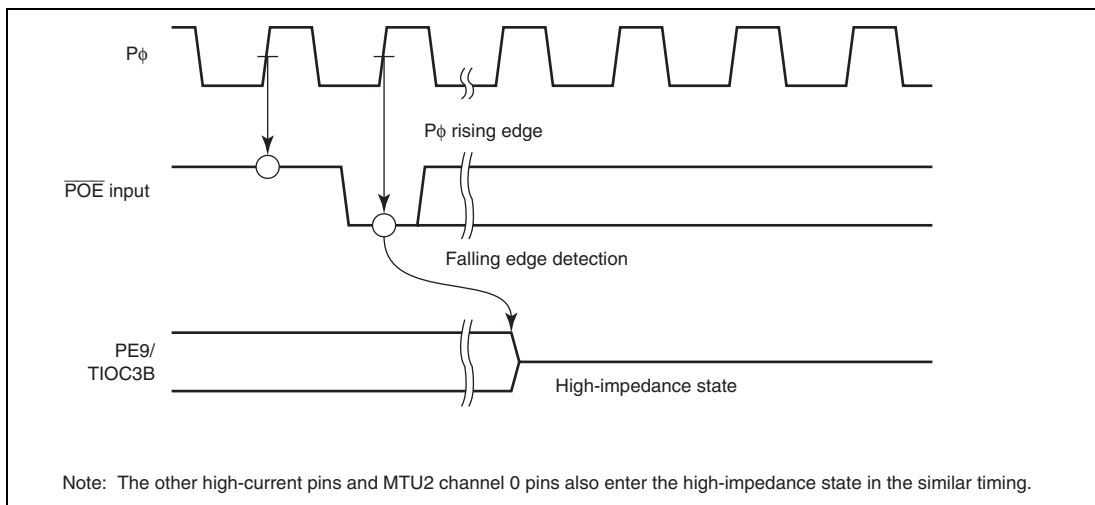 Pϕ
Pϕ rising edge
POE input
Falling edge detection
PE9/
TIOC3B
High-impedance state
Note: The other high-current pins and MTU2 channel 0 pins also enter the high-impedance state in the similar timing.